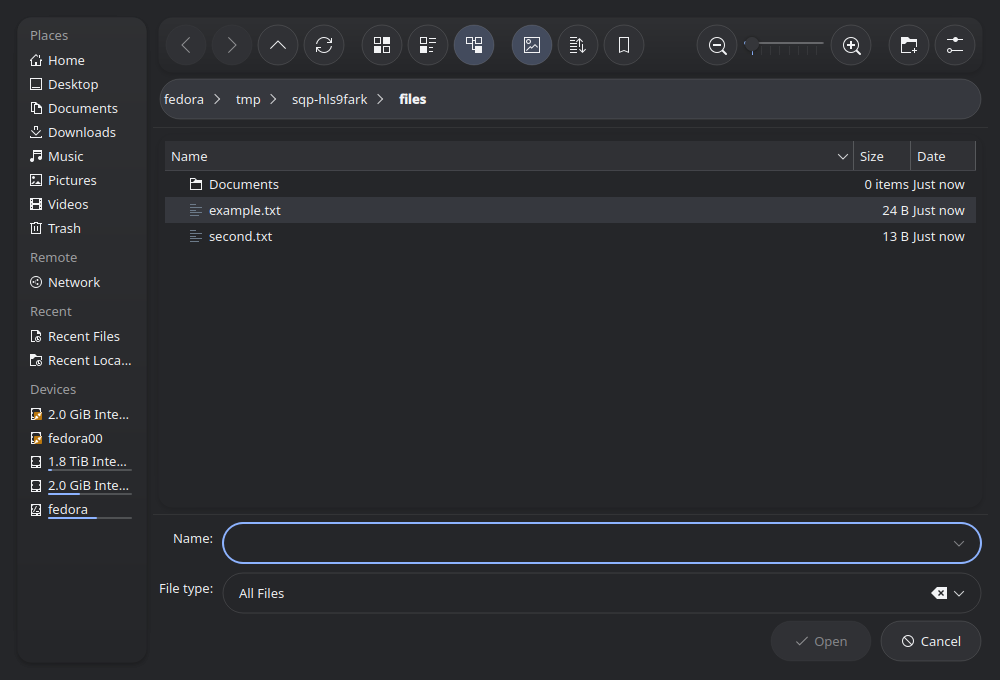 Places
Home
Desktop
Documents
Downloads
Music
Pictures
Videos
Trash
Remote
Network
Recent
Recent Files
Recent Loca...
Devices
2.0 GiB Inte...
fedora00
1.8 TiB Inte...
2.0 GiB Inte...
fedora
fedora > tmp > sqp-hls9fark > files
Name Size Date
Documents 0 items Just now
example.txt 24 B Just now
second.txt 13 B Just now
Name:
File type: All Files
Open Cancel